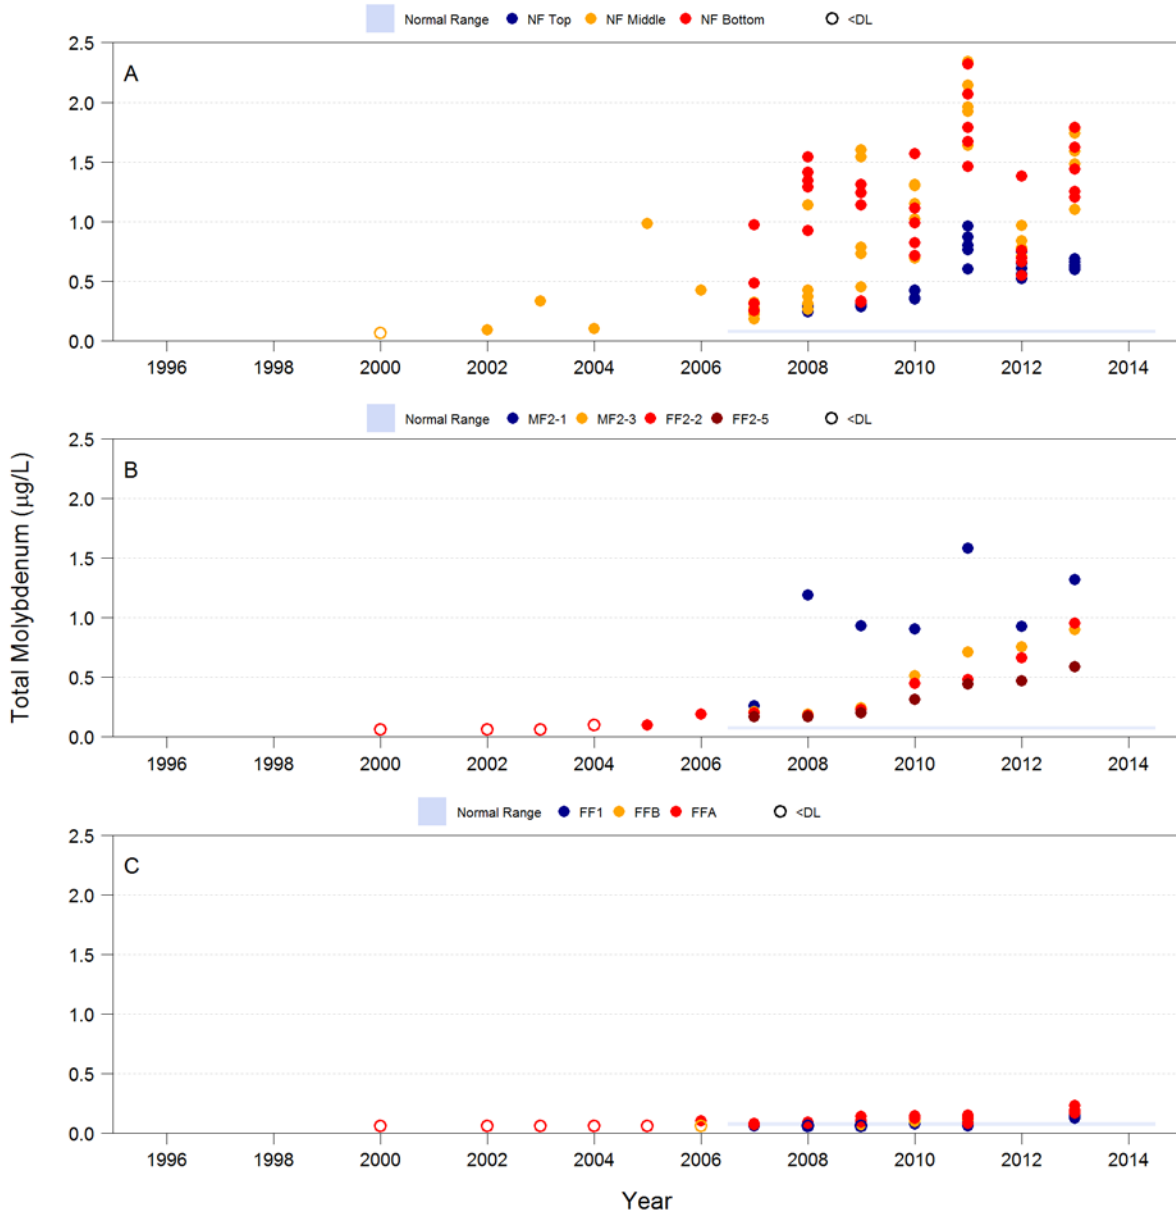 Normal Range NF Top NF Middle NF Bottom <DL
A
2.5
2.0
1.5
1.0
0.5
0.0
1996 1998 2000 2002 2004 2006 2008 2010 2012 2014
Normal Range MF2-1 MF2-3 FF2-2 FF2-5 <DL
B
2.5
2.0
1.5
1.0
0.5
0.0
1996 1998 2000 2002 2004 2006 2008 2010 2012 2014
Total Molybdenum (μg/L)
Normal Range FF1 FFB FFA <DL
C
2.5
2.0
1.5
1.0
0.5
0.0
1996 1998 2000 2002 2004 2006 2008 2010 2012 2014
Year